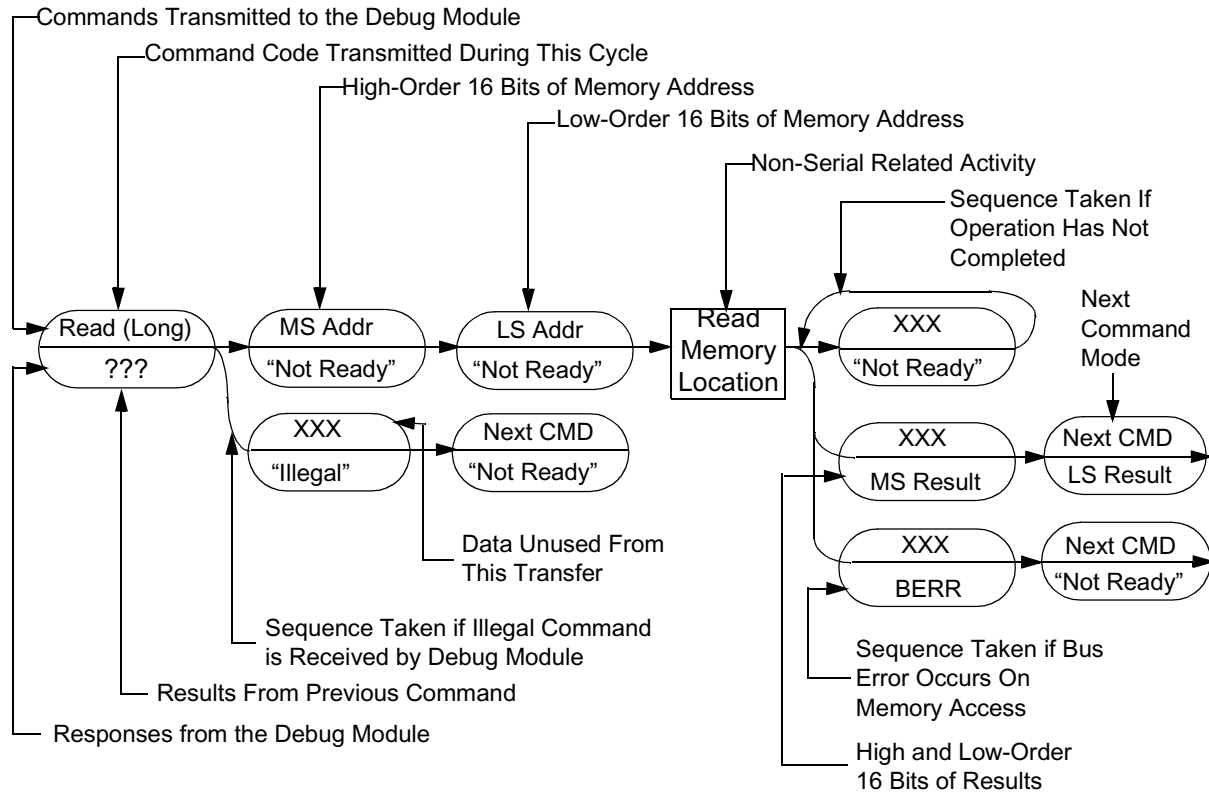 Commands Transmitted to the Debug Module
Command Code Transmitted During This Cycle
High-Order 16 Bits of Memory Address
Low-Order 16 Bits of Memory Address
Non-Serial Related Activity
Sequence Taken If
Operation Has Not
Completed
Next
Command
Mode
Read (Long)
???
MS Addr
“Not Ready”
LS Addr
“Not Ready”
Read
Memory
Location
XXX
“Not Ready”
XXX
“Illegal”
Next CMD
“Not Ready”
XXX
MS Result
Next CMD
LS Result
XXX
BERR
Next CMD
“Not Ready”
Data Unused From
This Transfer
Sequence Taken if Illegal Command
is Received by Debug Module
Results From Previous Command
Responses from the Debug Module
Sequence Taken if Bus
Error Occurs On
Memory Access
High and Low-Order
16 Bits of Results